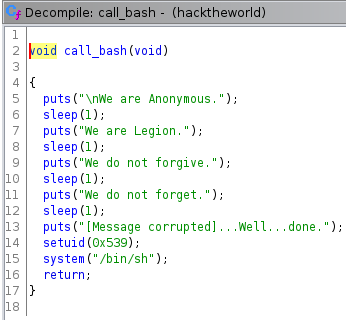 Decompile: call_bash - (hacktheworld)
1
2 void call_bash(void)
3
4 {
5 puts("\nWe are Anonymous.");
6 sleep(1);
7 puts("We are Legion.");
8 sleep(1);
9 puts("We do not forgive.");
10 sleep(1);
11 puts("We do not forget.");
12 sleep(1);
13 puts("[Message corrupted]...Well...done.");
14 setuid(0x539);
15 system("/bin/sh");
16 return;
17 }
18